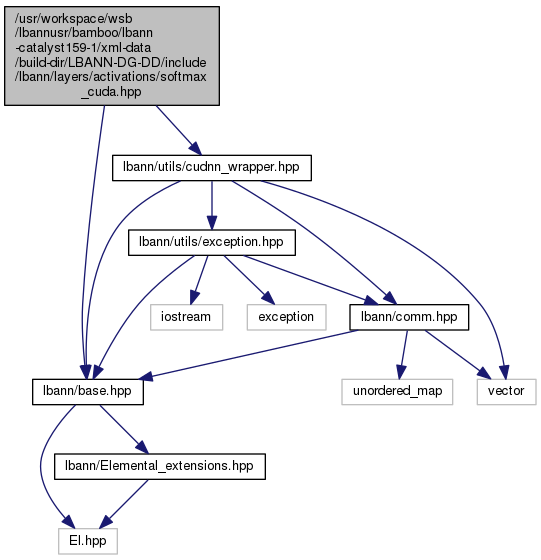 /usr/workspace/wsb
/lbannusr/bamboo/lbann
-catalyst159-1/xml-data
/build-dir/LBANN-DG-DD/include
/lbann/layers/activations/softmax
_cuda.hpp
lbann/utils/cudnn_wrapper.hpp
lbann/utils/exception.hpp
iostream
exception
lbann/comm.hpp
lbann/base.hpp
unordered_map
vector
lbann/Elemental_extensions.hpp
El.hpp